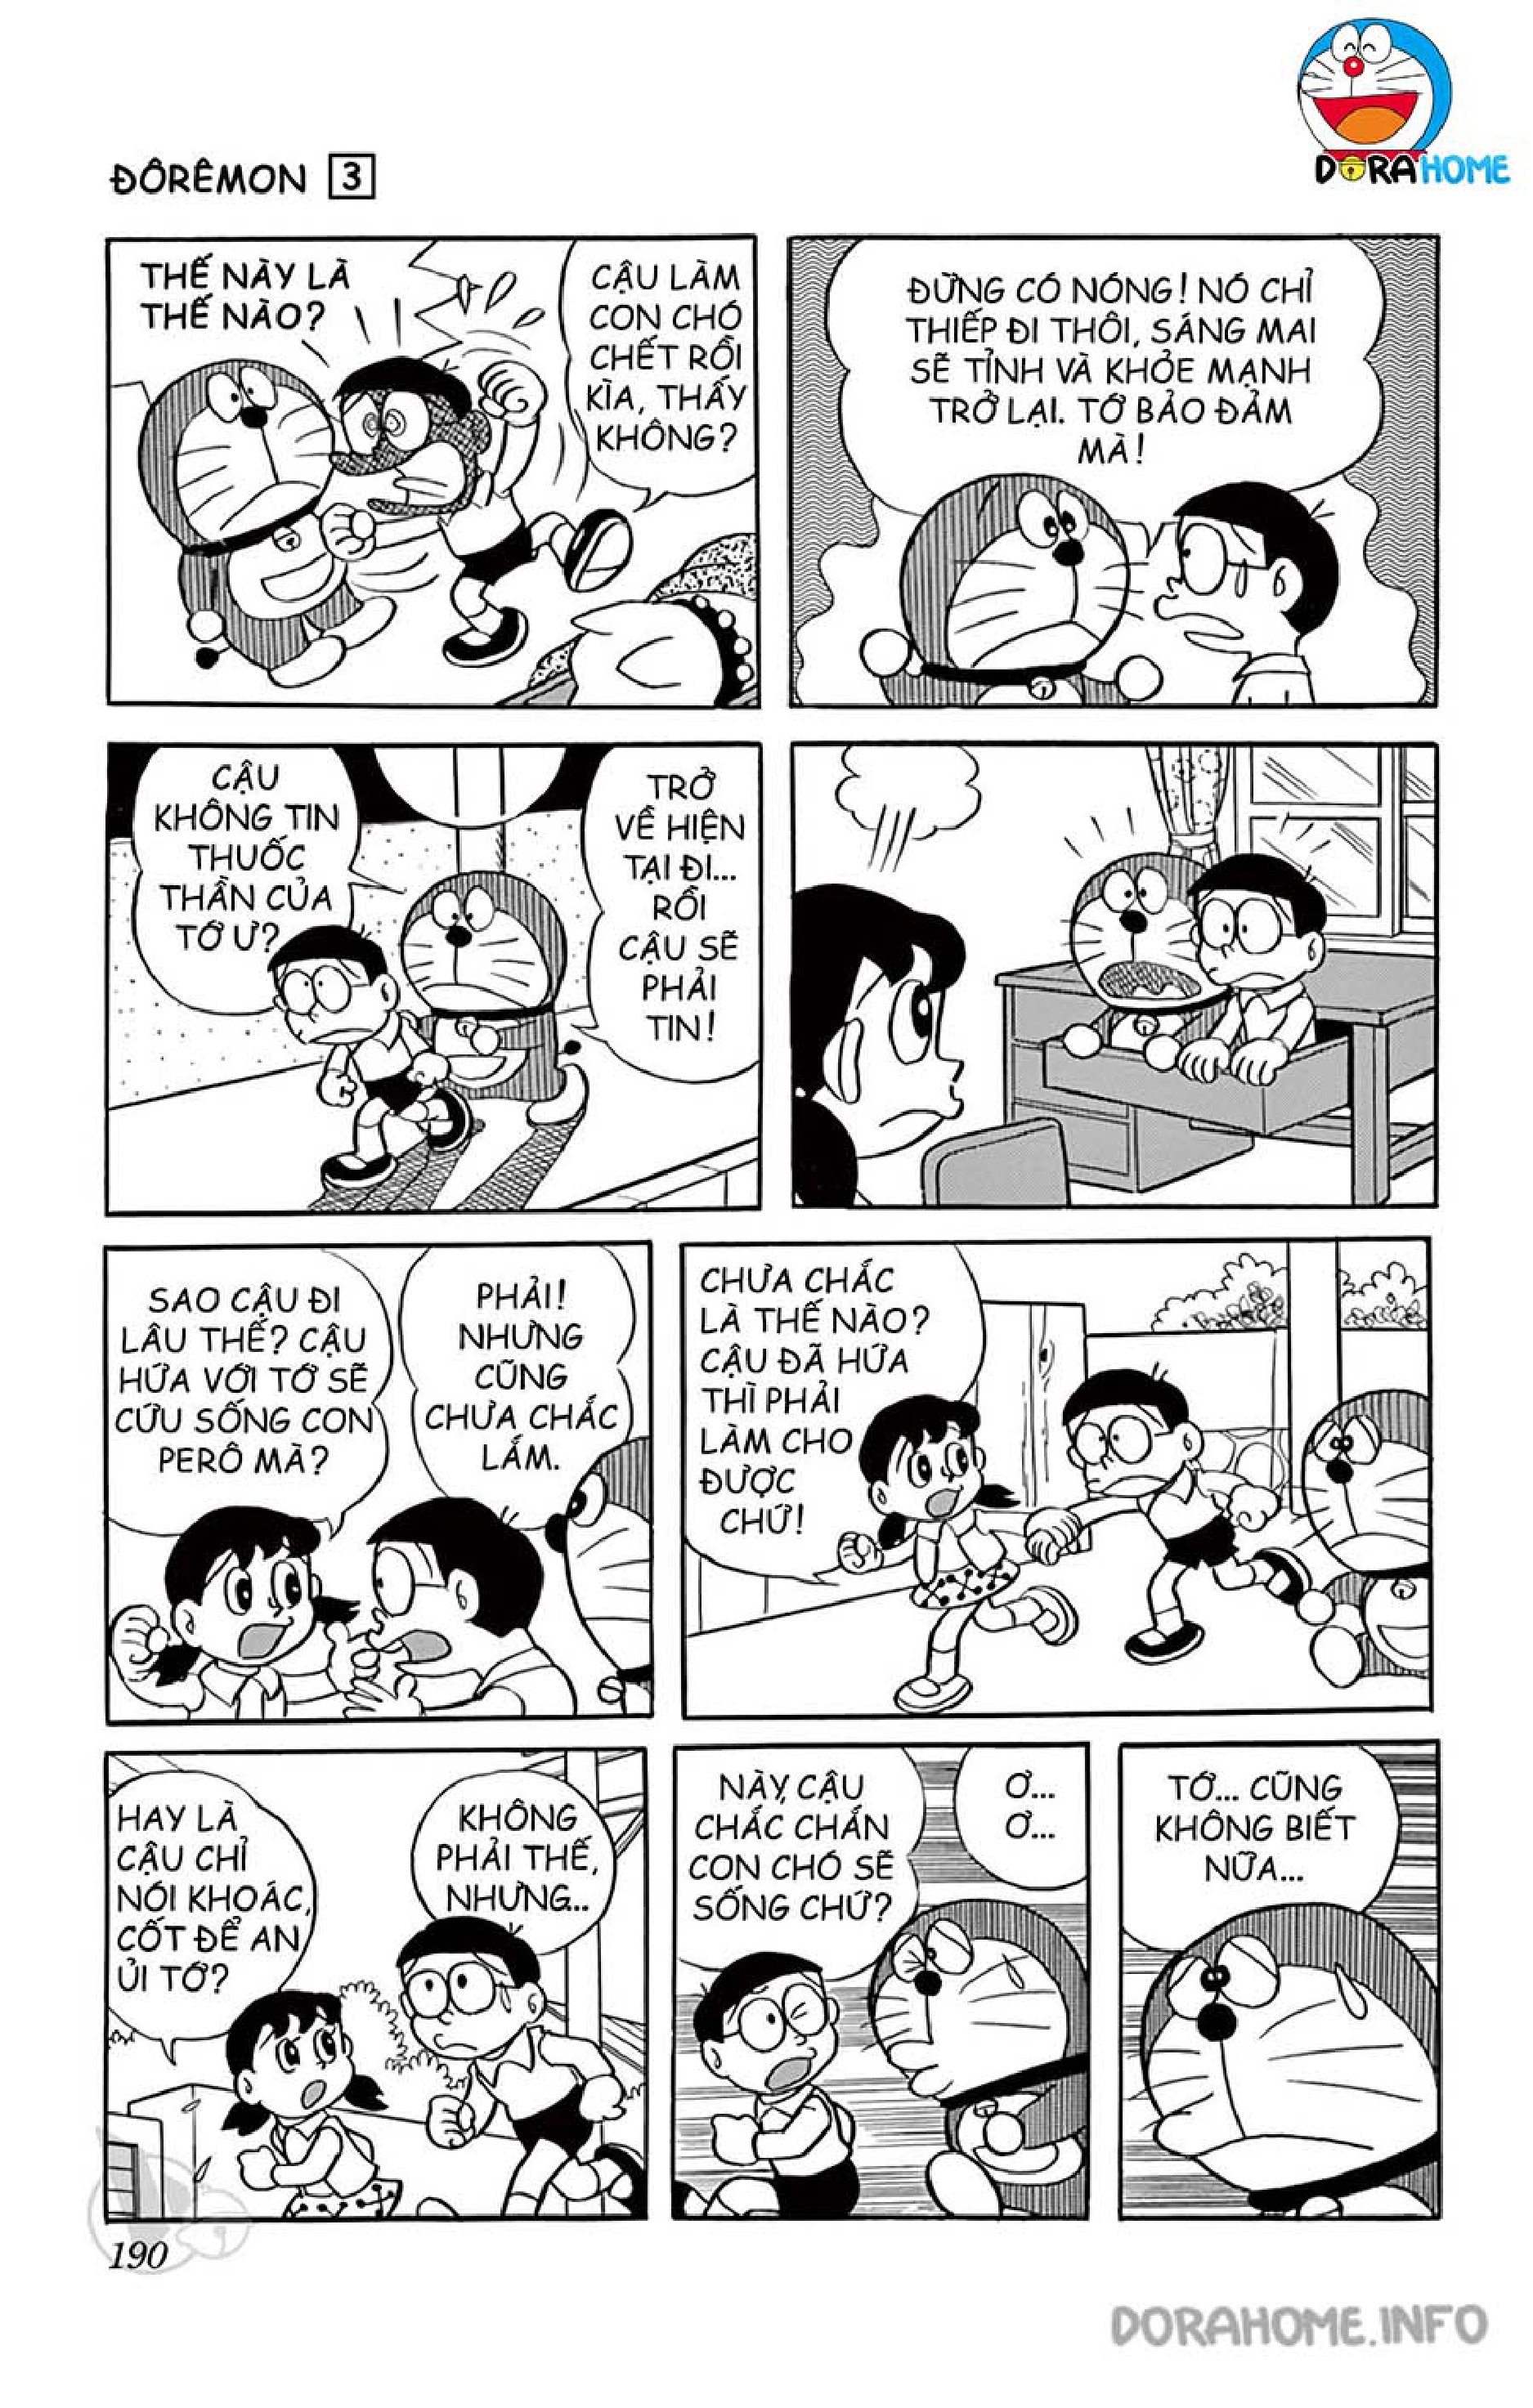 DORAHOME
ĐÔRÊMON 3
THẾ NÀY LÀ
THẾ NÀO?
CẬU LÀM
CON CHÓ
CHẾT RỒI
KÌA, THẤY
KHÔNG?
ĐỪNG CÓ NÓNG! NÓ CHỈ
THIẾP ĐI THÔI, SÁNG MAI
SẼ TỈNH VÀ KHỎE MẠNH
TRỞ LẠI. TỚ BẢO ĐẢM
MÀ!
CẬU
KHÔNG TIN
THUỐC
THẦN CỦA
TỚ Ư?
TRỞ
VỀ HIỆN
TẠI ĐI...
RỒI
CẬU SẼ
PHẢI
TIN!
SAO CẬU ĐI
LÂU THẾ? CẬU
HỨA VỚI TỚ SẼ
CỨU SỐNG CON
PERÔ MÀ?
PHẢI!
NHƯNG
CŨNG
CHƯA CHẮC
LẮM.
CHƯA CHẮC
LÀ THẾ NÀO?
CẬU ĐÃ HỨA
THÌ PHẢI
LÀM CHO
ĐƯỢC
CHỨ!
HAY LÀ
CẬU CHỈ
NÓI KHOÁC,
CỐT ĐỂ AN
ỦI TỚ?
KHÔNG
PHẢI THẾ,
NHƯNG...
NÀY, CẬU
CHẮC CHẮN
CON CHÓ SẼ
SỐNG CHỨ?
Ơ...
Ơ...
TỚ... CŨNG
KHÔNG BIẾT
NỮA...
190
DORAHOME.INFO